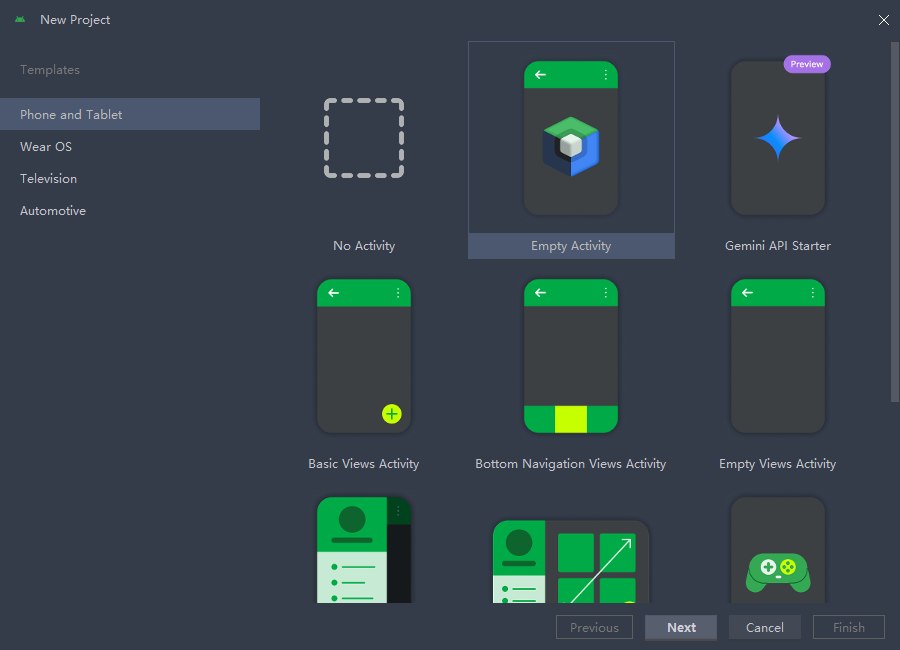 New Project
Templates
Phone and Tablet
Wear OS
Television
Automotive
Preview
No Activity
Empty Activity
Gemini API Starter
Basic Views Activity
Bottom Navigation Views Activity
Empty Views Activity
Previous
Next
Cancel
Finish